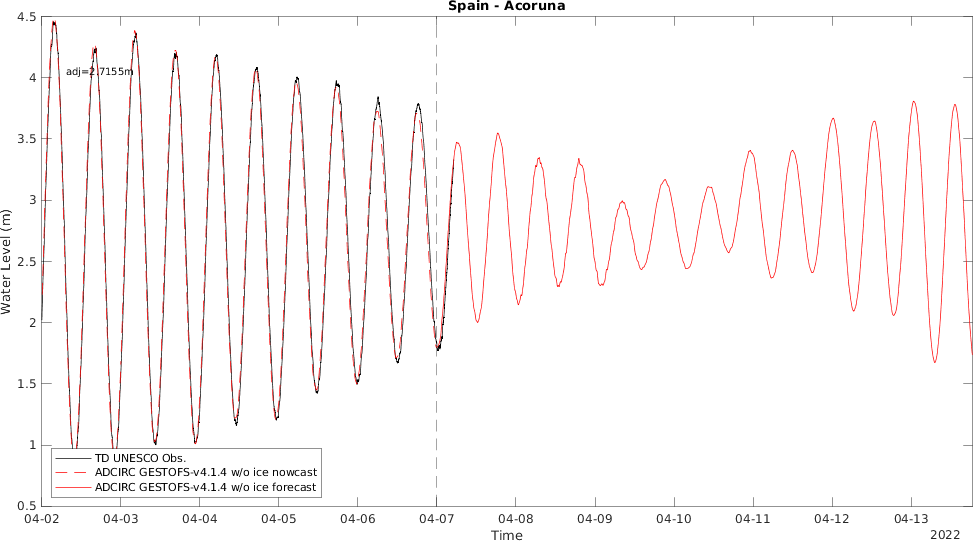 Spain - Acoruna
4.5
4
3.5
3
2.5
2
1.5
1
0.5
Water Level (m)
adj=2.7155m
TD UNESCO Obs.
ADCIRC GESTOFS-v4.1.4 w/o ice nowcast
ADCIRC GESTOFS-v4.1.4 w/o ice forecast
04-02 04-03 04-04 04-05 04-06 04-07 04-08 04-09 04-10 04-11 04-12 04-13
Time
2022